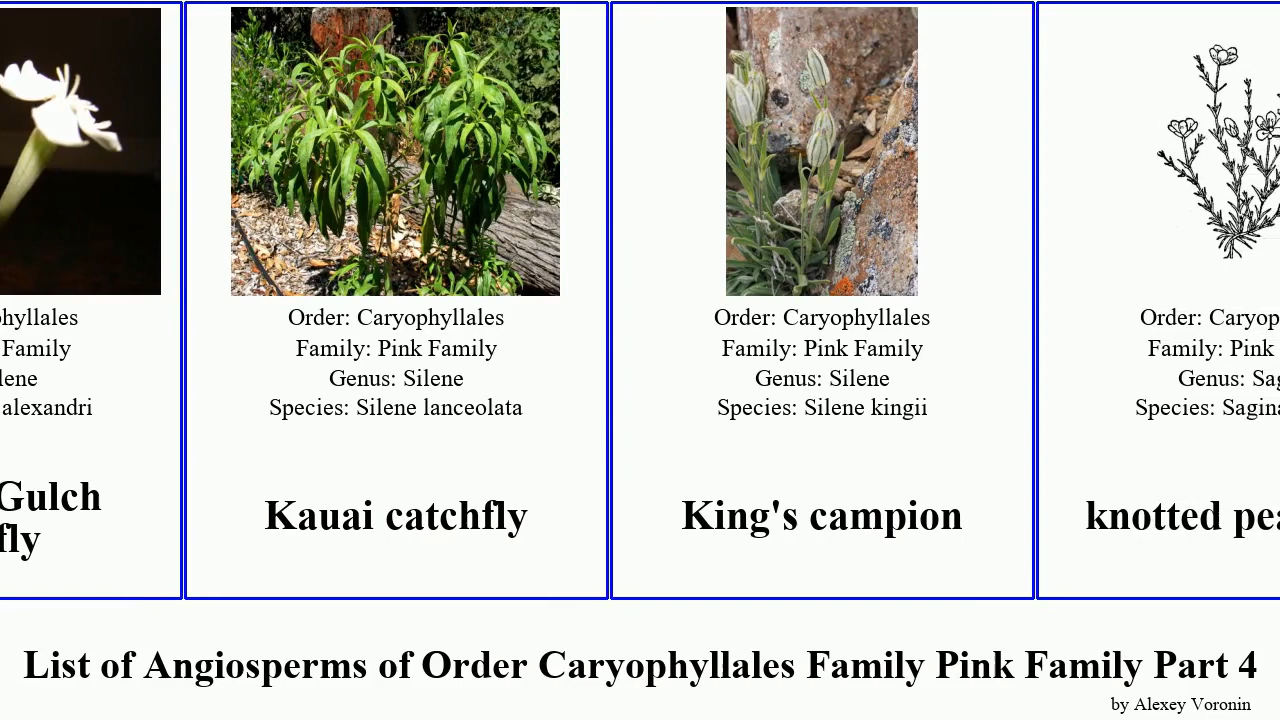 hyllales
Family
lene
alexandri
Gulch
fly
Order: Caryophyllales
Family: Pink Family
Genus: Silene
Species: Silene lanceolata
Kauai catchfly
Order: Caryophyllales
Family: Pink Family
Genus: Silene
Species: Silene kingii
King's campion
Order: Caryop
Family: Pink
Genus: Sag
Species: Sagina
knotted pea
List of Angiosperms of Order Caryophyllales Family Pink Family Part 4
by Alexey Voronin